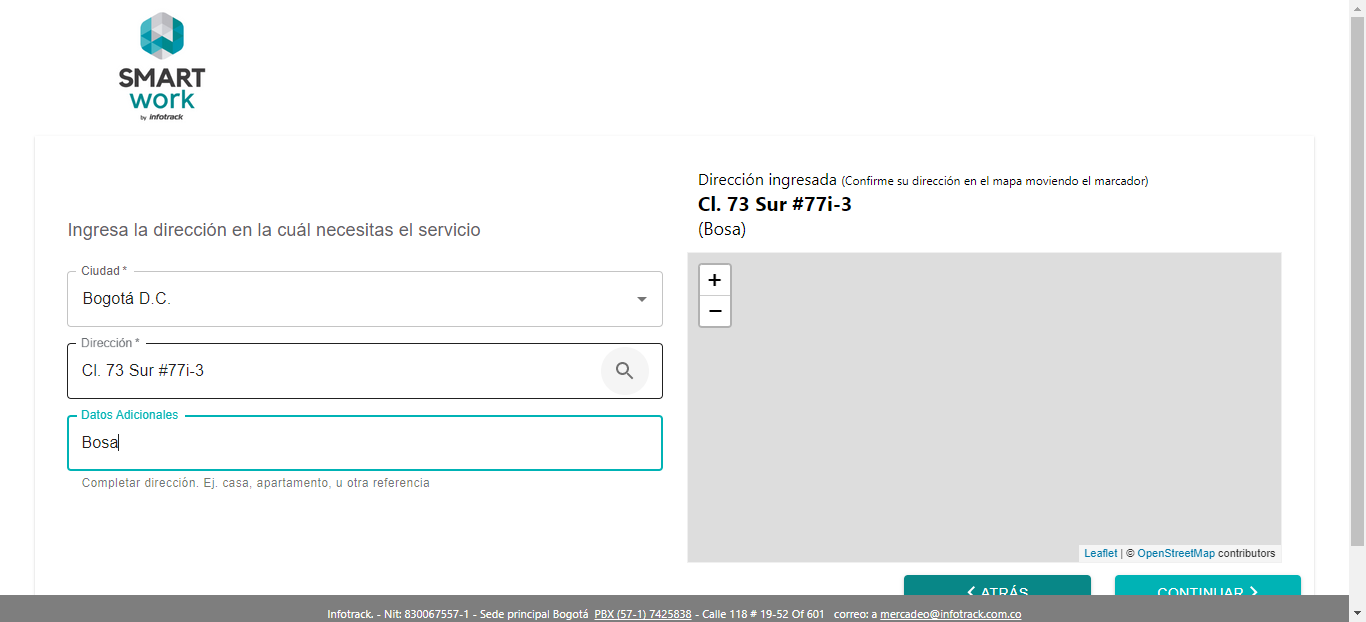 SMART
work
by infotrack
Ingresa la dirección en la cuál necesitas el servicio
Ciudad *
Bogotá D.C.
Dirección *
Cl. 73 Sur #77i-3
Datos Adicionales
Bosa
Completar dirección. Ej. casa, apartamento, u otra referencia
Dirección ingresada (Confirme su dirección en el mapa moviendo el marcador)
Cl. 73 Sur #77i-3
(Bosa)
+
−
Leaflet | © OpenStreetMap contributors
ATRÁS
CONTINUAR
Infotrack. - Nit: 830067557-1 - Sede principal Bogotá PBX (57-1) 7425838 - Calle 118 # 19-52 Of 601 correo: a mercadeo@infotrack.com.co